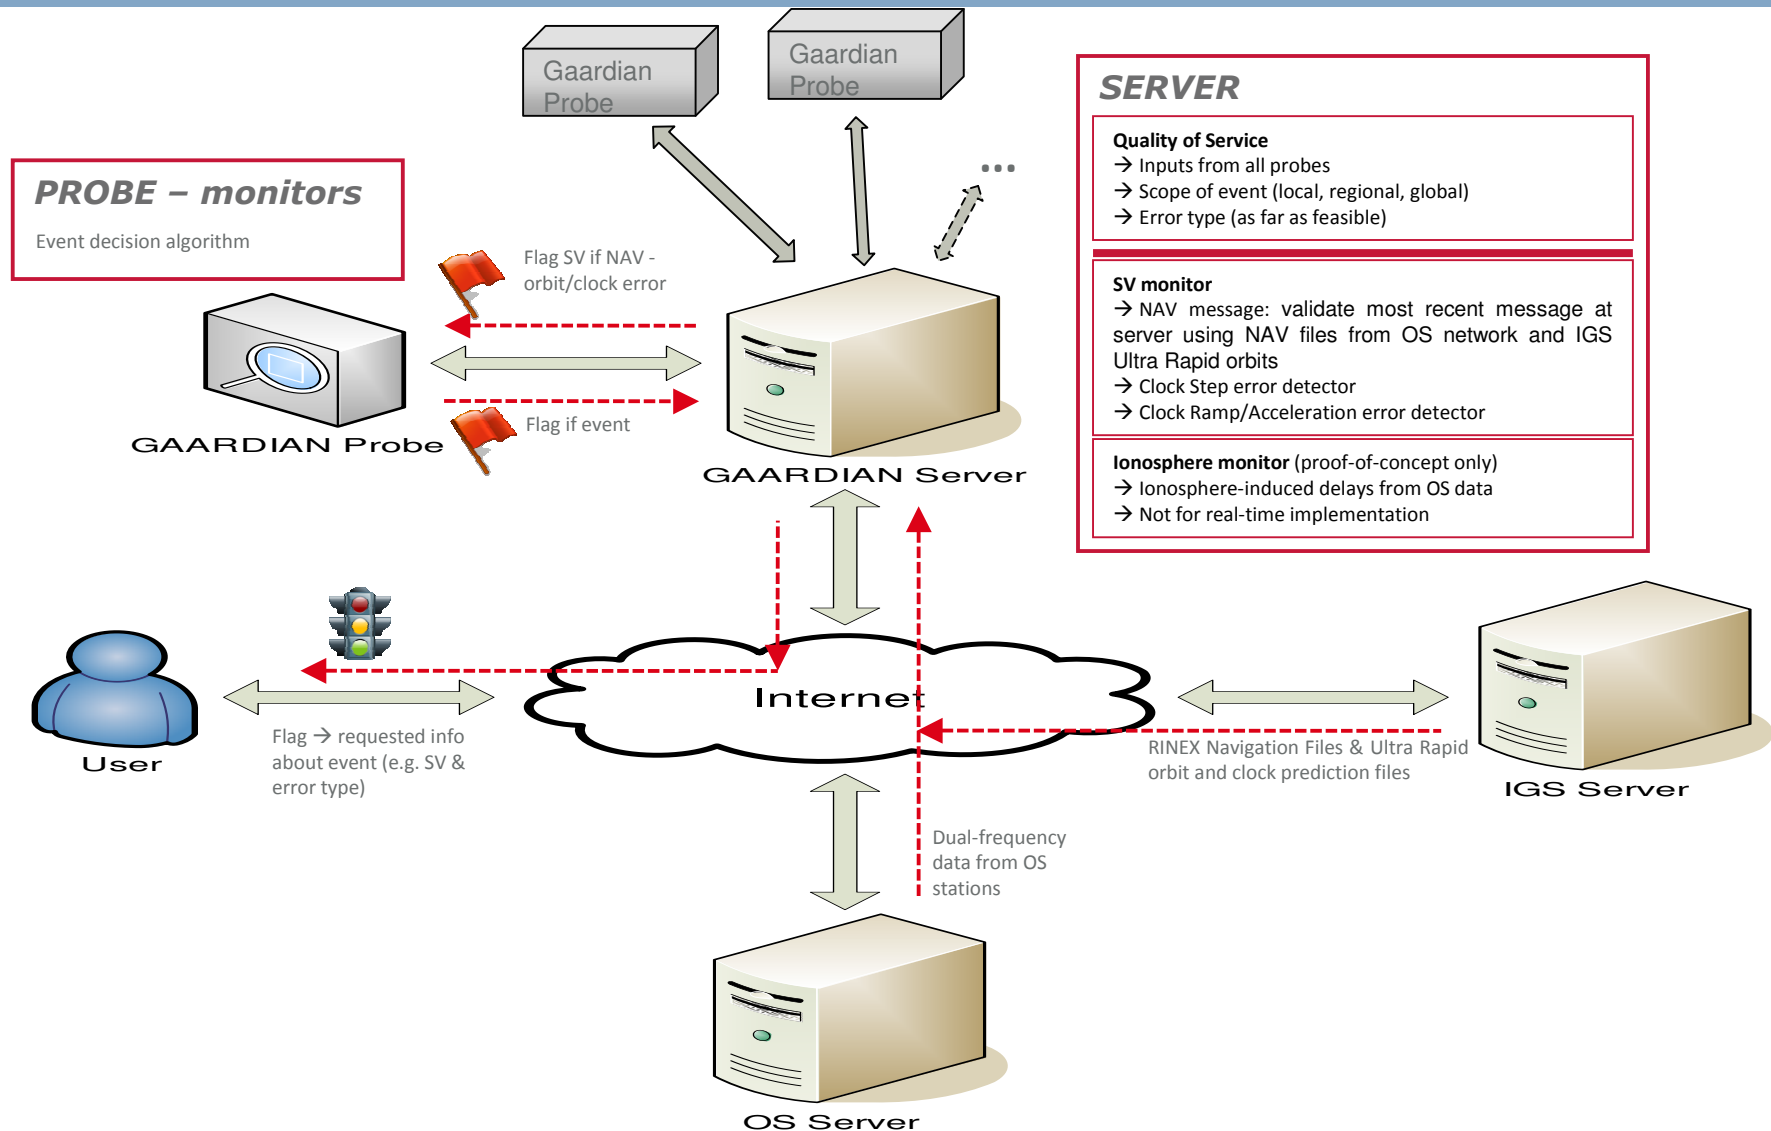 Gaardian
Probe
Gaardian
Probe
...
PROBE – monitors
Event decision algorithm
Flag SV if NAV -
orbit/clock error
Flag if event
GAARDIAN Probe
GAARDIAN Server
SERVER
Quality of Service
→ Inputs from all probes
→ Scope of event (local, regional, global)
→ Error type (as far as feasible)
SV monitor
→ NAV message: validate most recent message at
server using NAV files from OS network and IGS
Ultra Rapid orbits
→ Clock Step error detector
→ Clock Ramp/Acceleration error detector
Ionosphere monitor (proof-of-concept only)
→ Ionosphere-induced delays from OS data
→ Not for real-time implementation
Internet
User
Flag → requested info
about event (e.g. SV &
error type)
RINEX Navigation Files & Ultra Rapid
orbit and clock prediction files
IGS Server
Dual-frequency
data from OS
stations
OS Server